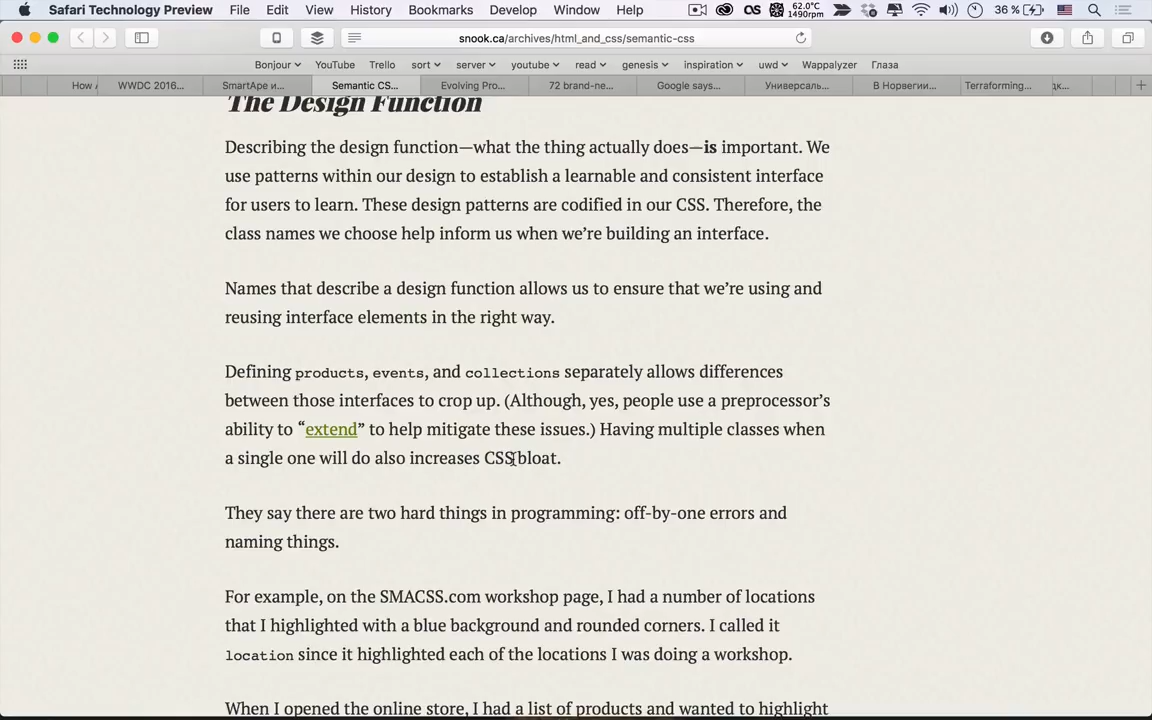 Safari Technology Preview File Edit View History Bookmarks Develop Window Help 62.0°C 1490rpm 36 %
snook.ca/archives/html_and_css/semantic-css
Bonjour YouTube Trello sort server youtube read genesis inspiration uwd Wappalyzer Глаза
How WWDC 2016... SmartApe и... Semantic CS... Evolving Pro... 72 brand-ne... Google says... Универсаль... В Норвегии... Terraforming...
The Design Function
Describing the design function—what the thing actually does—is important. We
use patterns within our design to establish a learnable and consistent interface
for users to learn. These design patterns are codified in our CSS. Therefore, the
class names we choose help inform us when we’re building an interface.
Names that describe a design function allows us to ensure that we’re using and
reusing interface elements in the right way.
Defining products, events, and collections separately allows differences
between those interfaces to crop up. (Although, yes, people use a preprocessor’s
ability to “extend” to help mitigate these issues.) Having multiple classes when
a single one will do also increases CSS bloat.
They say there are two hard things in programming: off-by-one errors and
naming things.
For example, on the SMACSS.com workshop page, I had a number of locations
that I highlighted with a blue background and rounded corners. I called it
location since it highlighted each of the locations I was doing a workshop.
When I opened the online store, I had a list of products and wanted to highlight